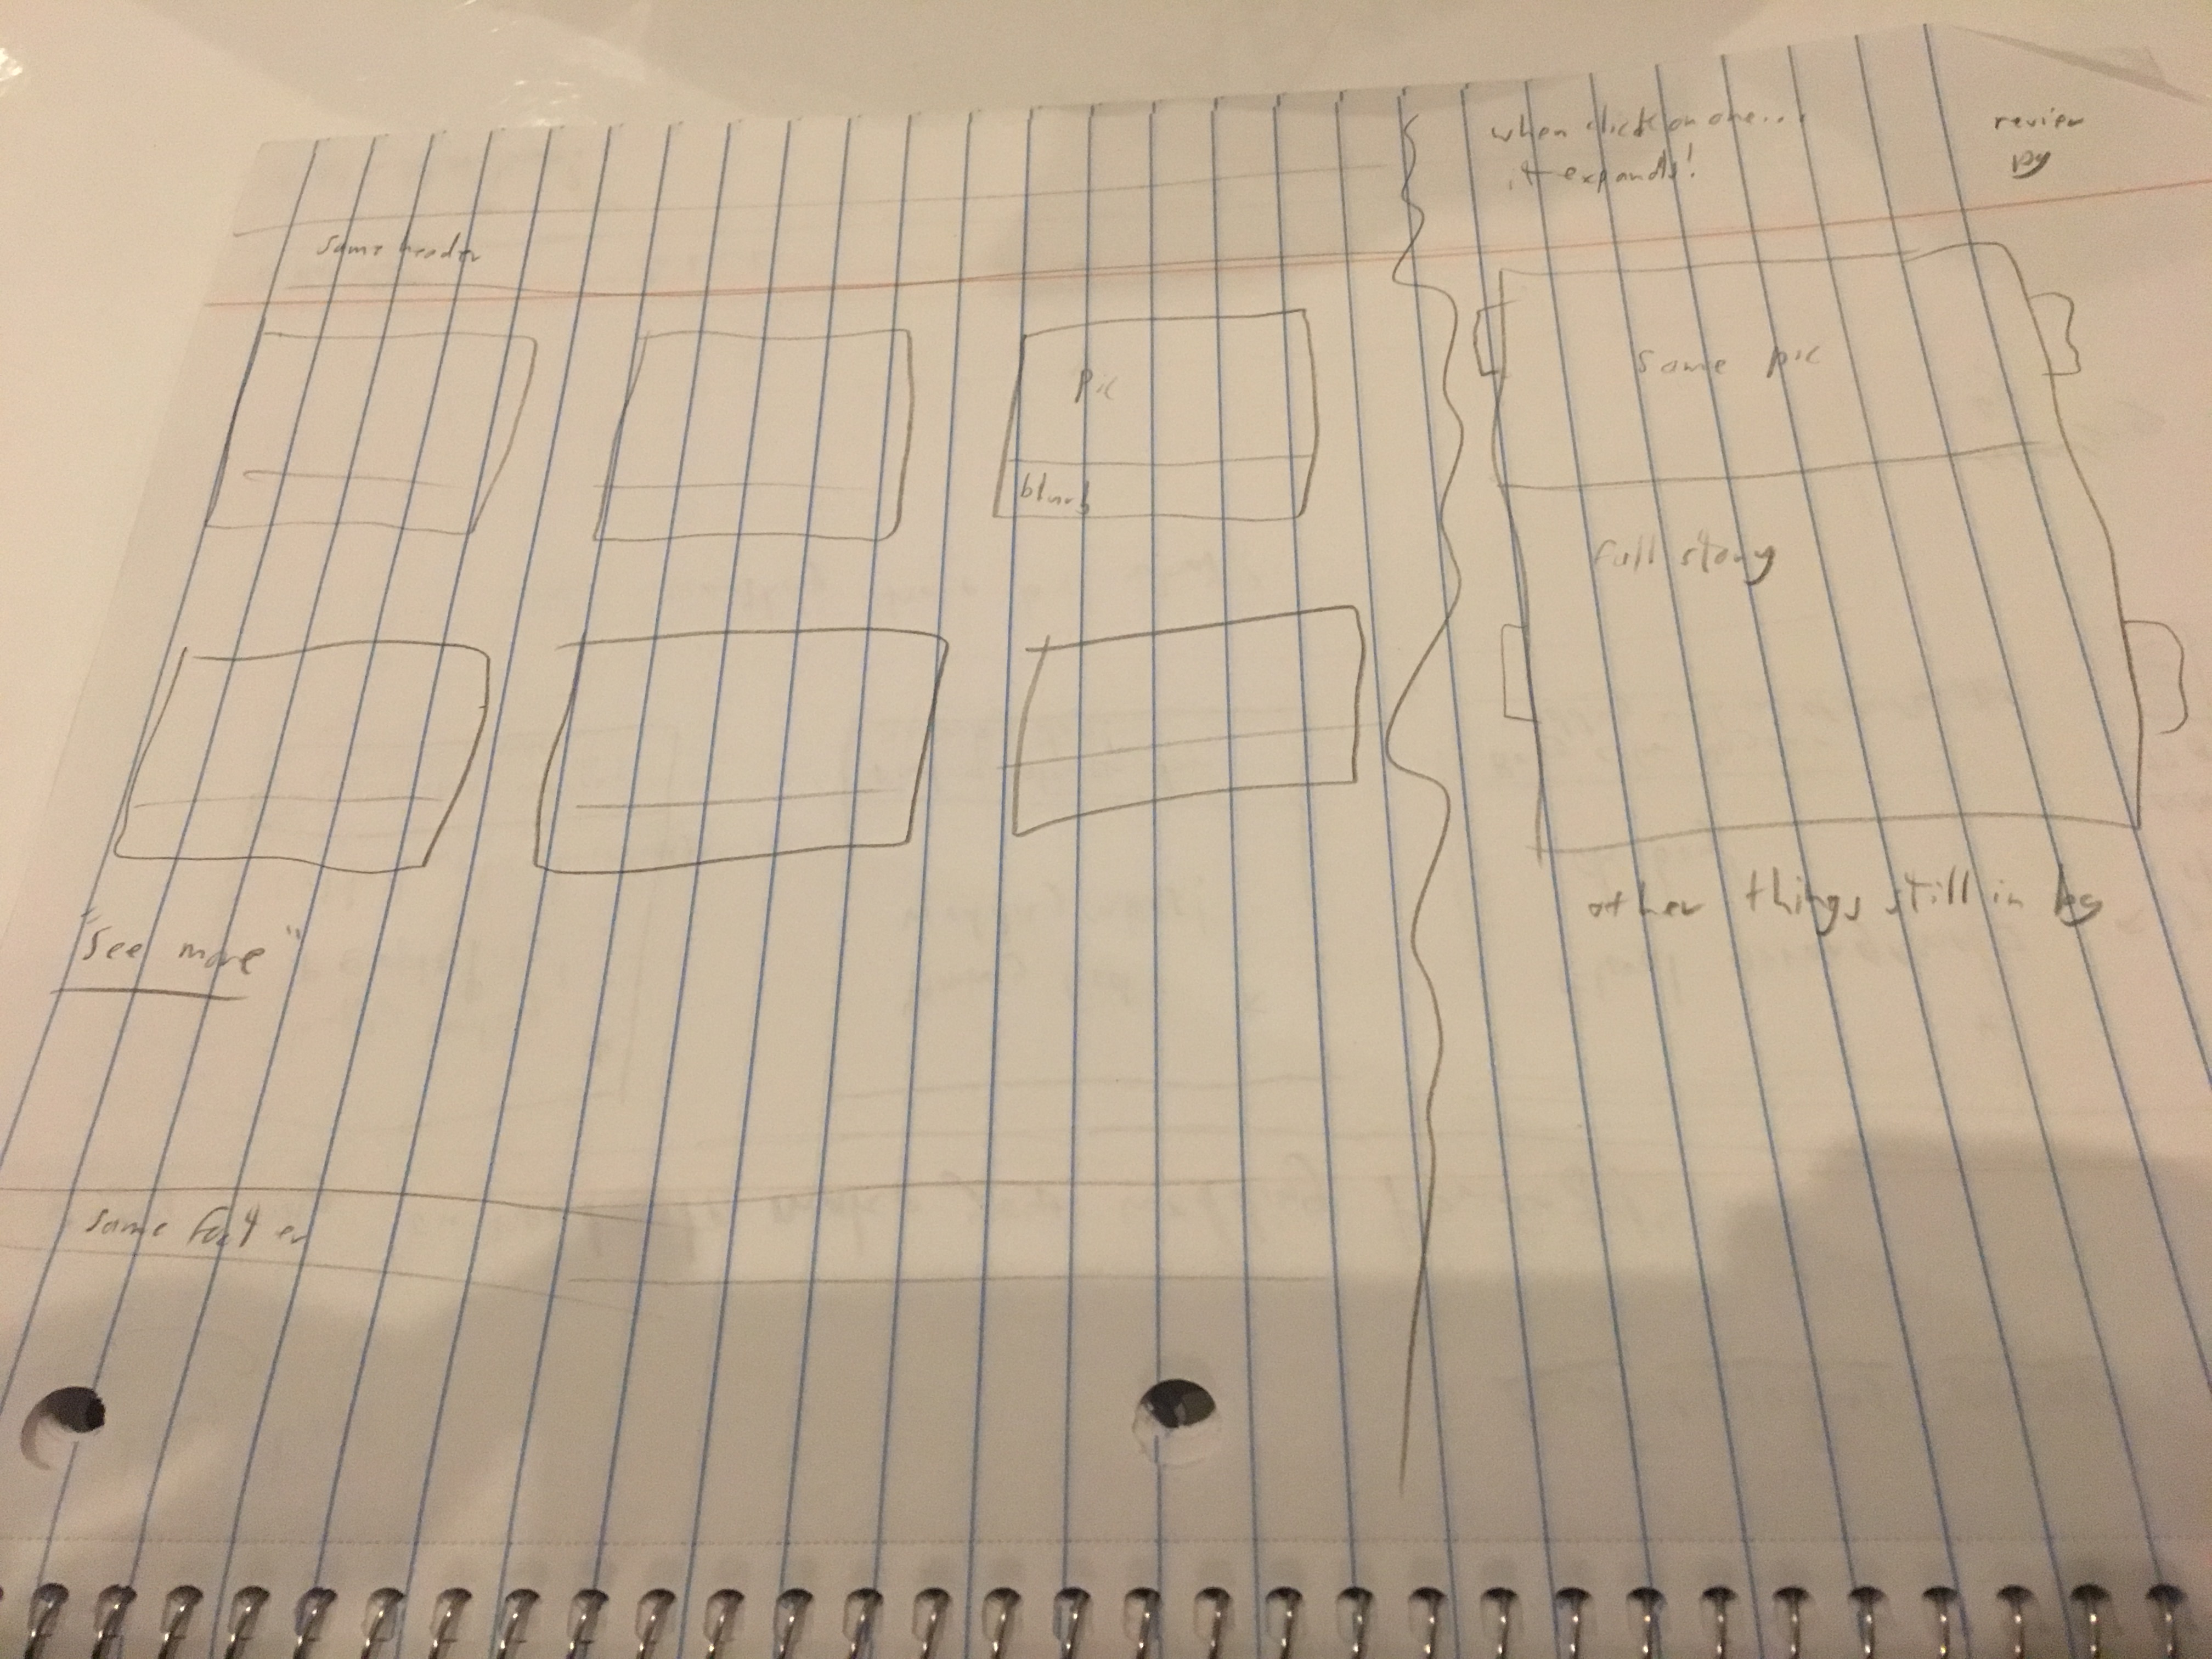 same header
pic
blurb
"see more"
same footer
when click on one...
it expands!
review
pg
same pic
full story
other things still in bg